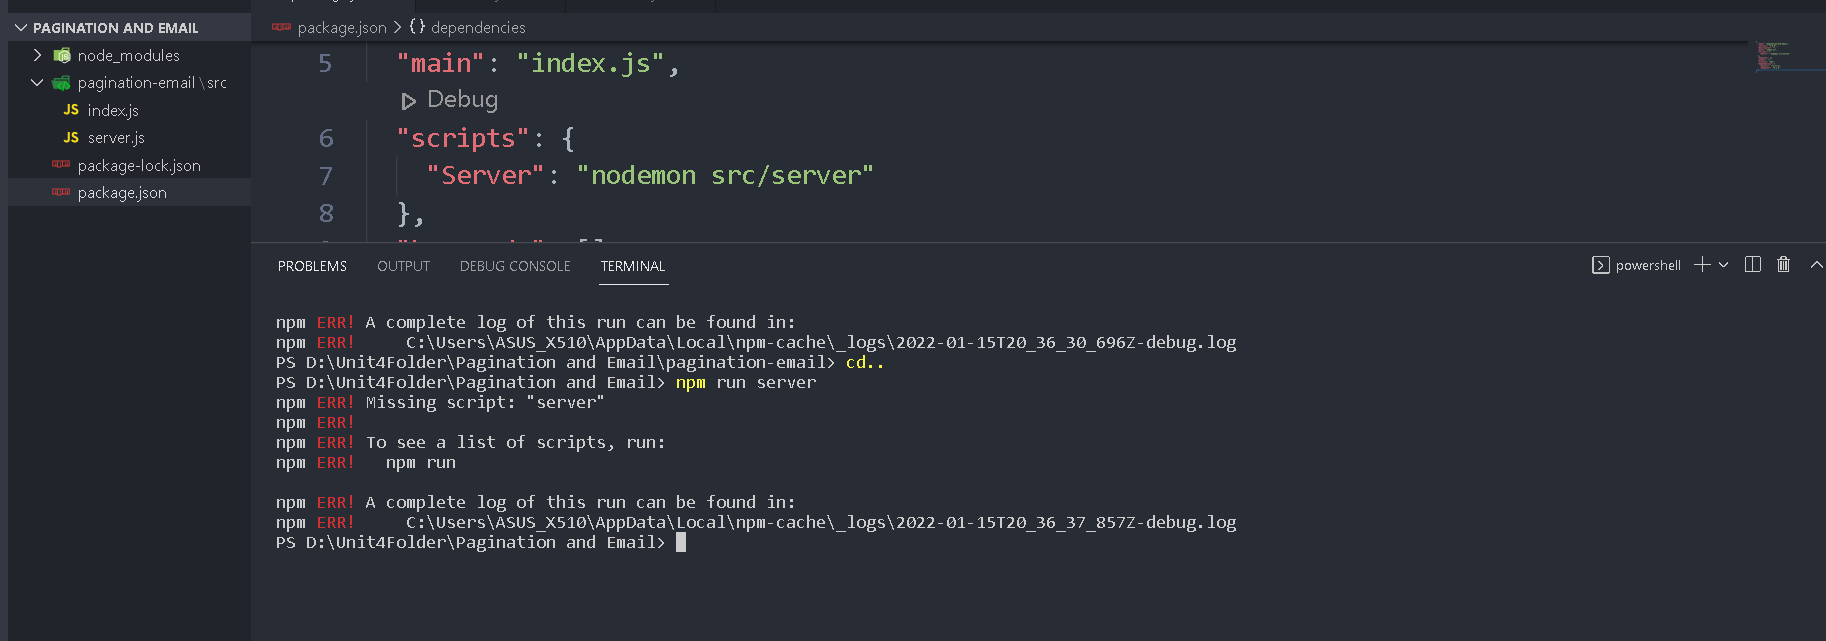 PAGINATION AND EMAIL
node_modules
pagination-email\src
JS index.js
JS server.js
package-lock.json
package.json
package.json > {} dependencies
5 "main": "index.js",
Debug
6 "scripts": {
7 "Server": "nodemon src/server"
8 },
PROBLEMS OUTPUT DEBUG CONSOLE TERMINAL
powershell
npm ERR! A complete log of this run can be found in:
npm ERR!     C:\Users\ASUS_X510\AppData\Local\npm-cache\_logs\2022-01-15T20_36_30_696Z-debug.log
PS D:\Unit4Folder\Pagination and Email\pagination-email> cd..
PS D:\Unit4Folder\Pagination and Email> npm run server
npm ERR! Missing script: "server"
npm ERR!
npm ERR! To see a list of scripts, run:
npm ERR!   npm run
npm ERR! A complete log of this run can be found in:
npm ERR!     C:\Users\ASUS_X510\AppData\Local\npm-cache\_logs\2022-01-15T20_36_37_857Z-debug.log
PS D:\Unit4Folder\Pagination and Email>